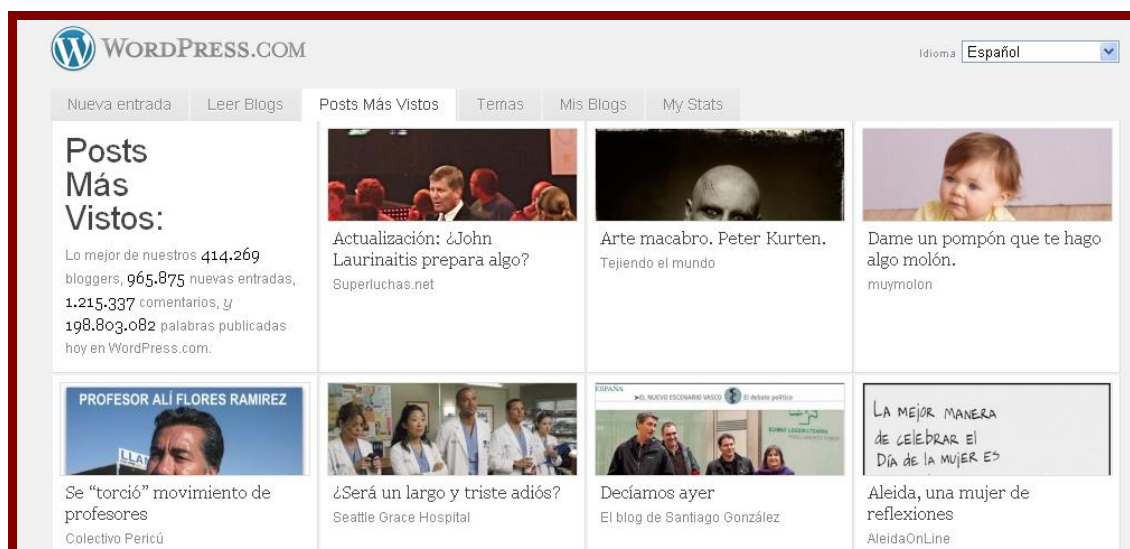 WORDPRESS.COM
Idioma Español
Nueva entrada Leer Blogs Posts Más Vistos Temas Mis Blogs My Stats
Posts
Más
Vistos:
Lo mejor de nuestros 414.269
bloggers, 965.875 nuevas entradas,
1.215.337 comentarios, y
198.803.082 palabras publicadas
hoy en WordPress.com.
Actualización: ¿John
Laurinaitis prepara algo?
Superluchas.net
Arte macabro. Peter Kurten.
Tejiendo el mundo
Dame un pompón que te hago
algo molón.
muymolon
PROFESOR ALÍ FLORES RAMIREZ
LLAN
Se “torció” movimiento de
profesores
Colectivo Pericú
¿Será un largo y triste adiós?
Seattle Grace Hospital
ESPAÑA
EL NUEVO ESCENARIO VASCO El debate político
Decíamos ayer
El blog de Santiago González
LA MEJOR MANERA
de CELEBRAR El
DÍA de la MUJER ES
Aleida, una mujer de
reflexiones
AleidaOnLine